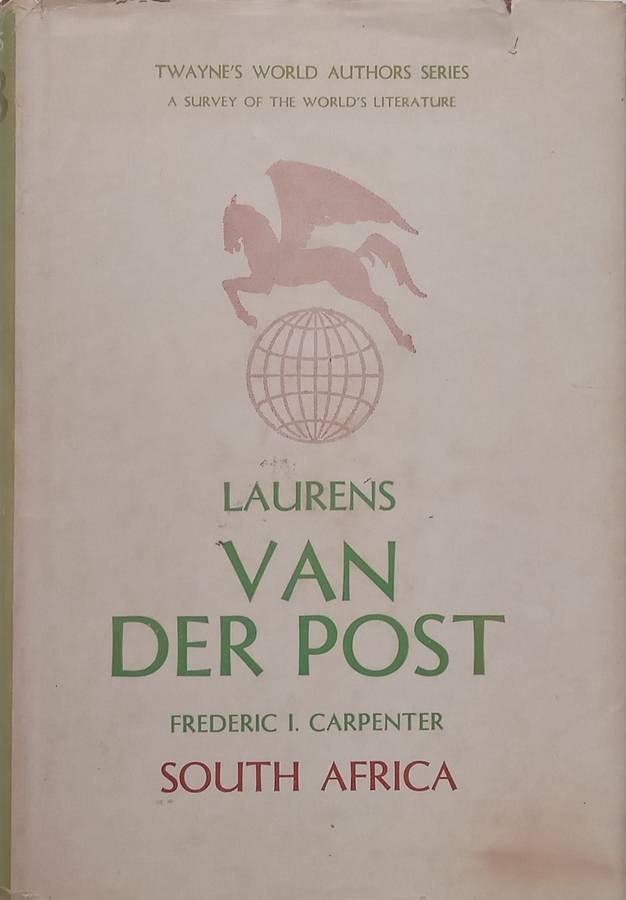 TWAYNE'S WORLD AUTHORS SERIES
A SURVEY OF THE WORLD'S LITERATURE
LAURENS
VAN
DER POST
FREDERIC I. CARPENTER
SOUTH AFRICA